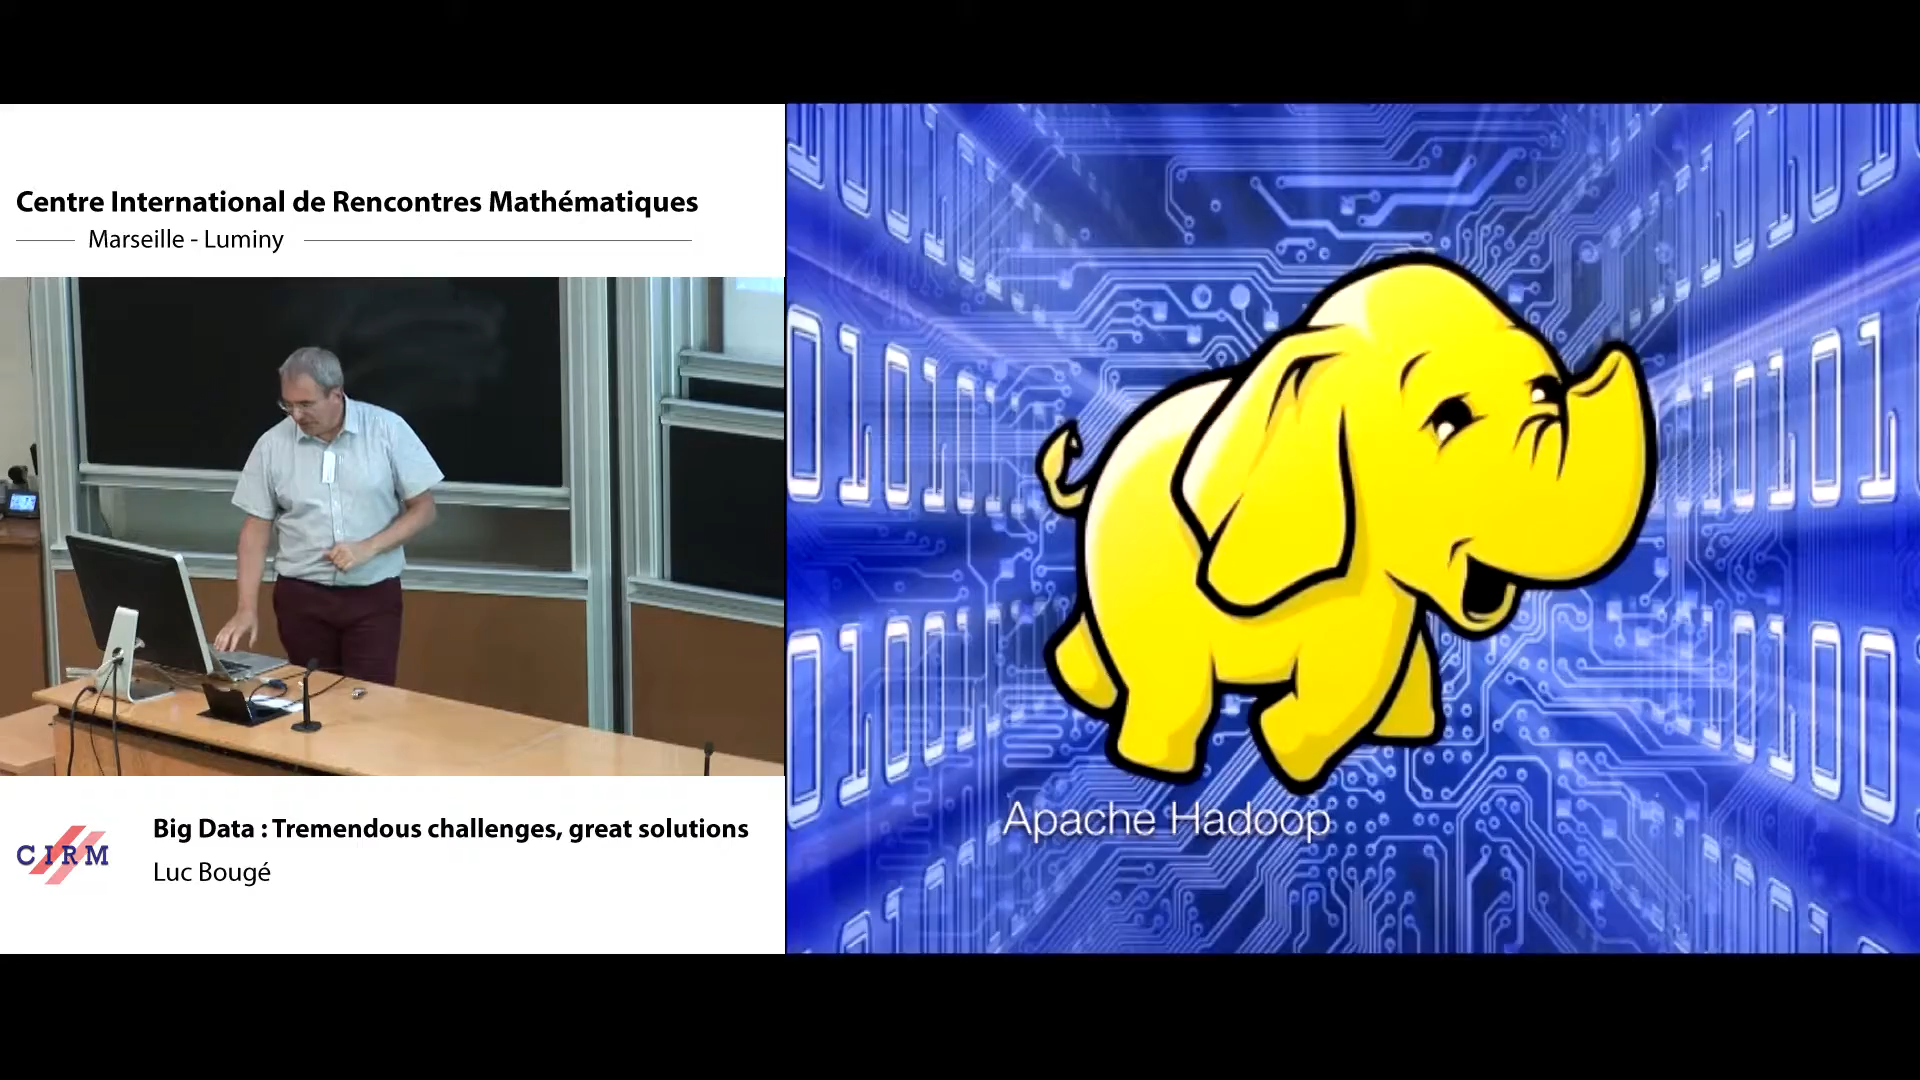 Centre International de Rencontres Mathématiques
Marseille - Luminy
CIRM
Big Data : Tremendous challenges, great solutions
Luc Bougé
Apache Hadoop